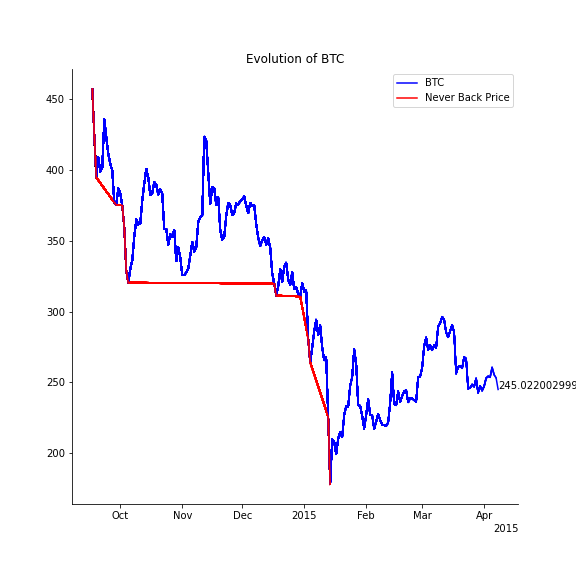 Evolution of BTC
BTC
Never Back Price
450
400
350
300
250
200
245.022002999
Oct
Nov
Dec
2015
Feb
Mar
Apr
2015